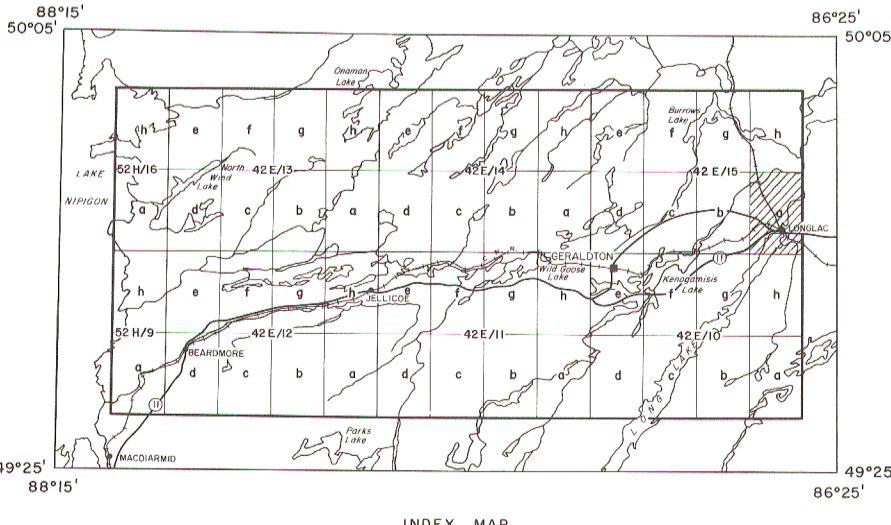 88°15'
86°25'
50°05'
50°05
Onaman
Lake
Burrows
Lake
h e f g h e f g h e f g h
LAKE
NIPIGON
52 H/16
North
Wind
Lake
42 E/13
42 E/14
42 E/15
a d c b a d c b a d c b a
LONGLAC
C.N.R.
GERALDTON
11
Wild Goose
Lake
Kenogamisis
Lake
h e f g h e f g h e f g h
JELLICOE
52 H/9
42 E/12
42 E/11
42 E/10
BEARDMORE
a d c b a d c b a d c b a
LONG LAKE
11
Parks
Lake
MACDIARMID
49°25'
49°25
88°15'
86°25'
INDEX MAP